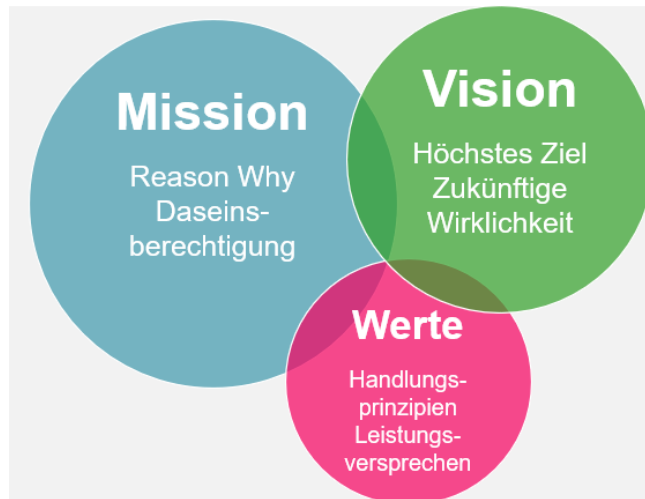 Mission
Reason Why
Daseins-
berechtigung
Vision
Höchstes Ziel
Zukünftige
Wirklichkeit
Werte
Handlungs-
prinzipien
Leistungs-
versprechen